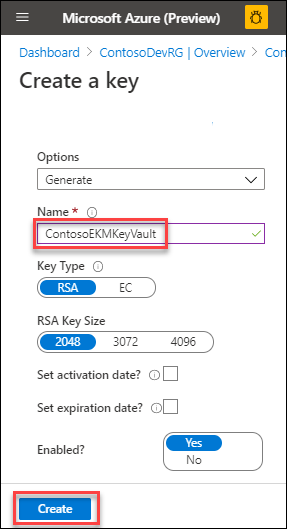 Microsoft Azure (Preview)
Dashboard > ContosoDevRG | Overview > Con
Create a key
Options
Generate
Name *
ContosoEKMKeyVault
Key Type
RSA EC
RSA Key Size
2048 3072 4096
Set activation date?
Set expiration date?
Enabled?
Yes
No
Create